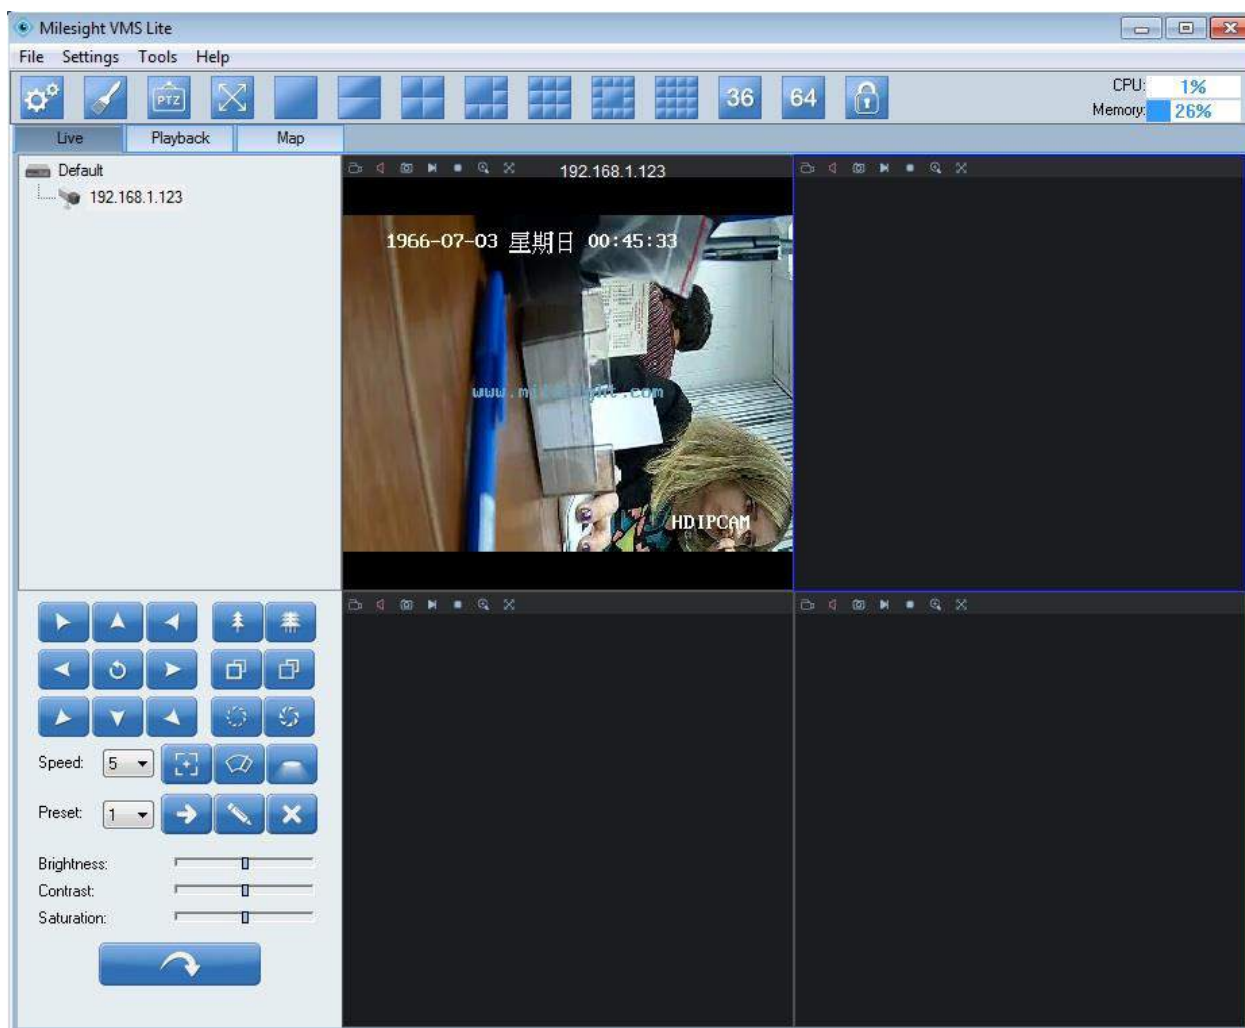 Milesight VMS Lite
File Settings Tools Help
PTZ
36
64
CPU: 1%
Memory: 26%
Live Playback Map
Default
192.168.1.123
192.168.1.123
1966-07-03 星期日 00:45:33
HDIPCAM
Speed: 5
Preset: 1
Brightness:
Contrast:
Saturation: